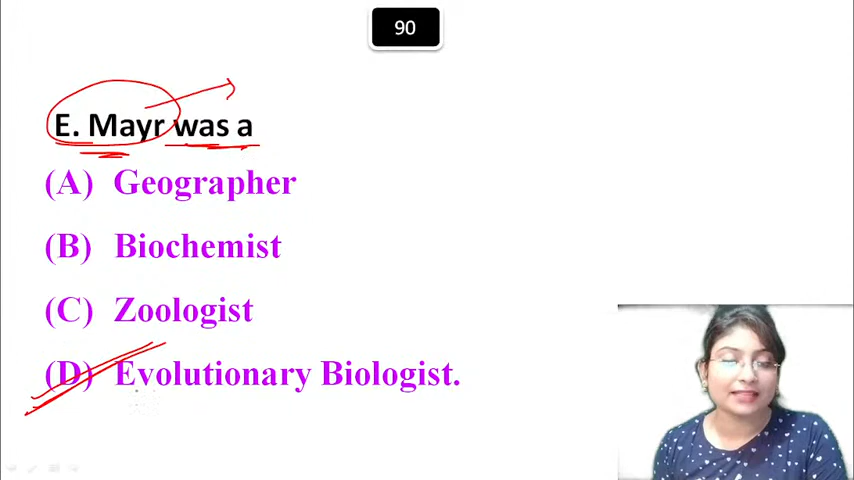 90
E. Mayr was a
(A) Geographer
(B) Biochemist
(C) Zoologist
(D) Evolutionary Biologist.